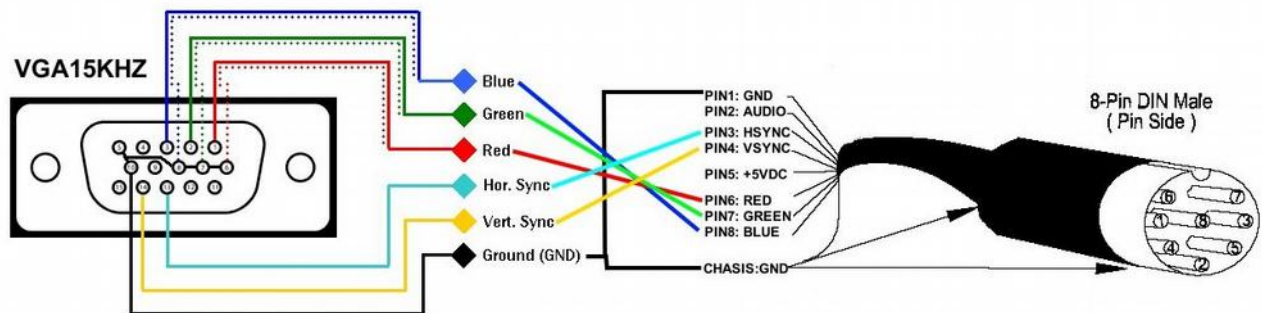 VGA15KHZ
Blue
Green
Red
Hor. Sync
Vert. Sync
Ground (GND)
PIN1: GND
PIN2: AUDIO
PIN3: HSYNC
PIN4: VSYNC
PIN5: +5VDC
PIN6: RED
PIN7: GREEN
PIN8: BLUE
CHASIS:GND
8-Pin DIN Male
( Pin Side )
6 7
1 8 3
4 5
2